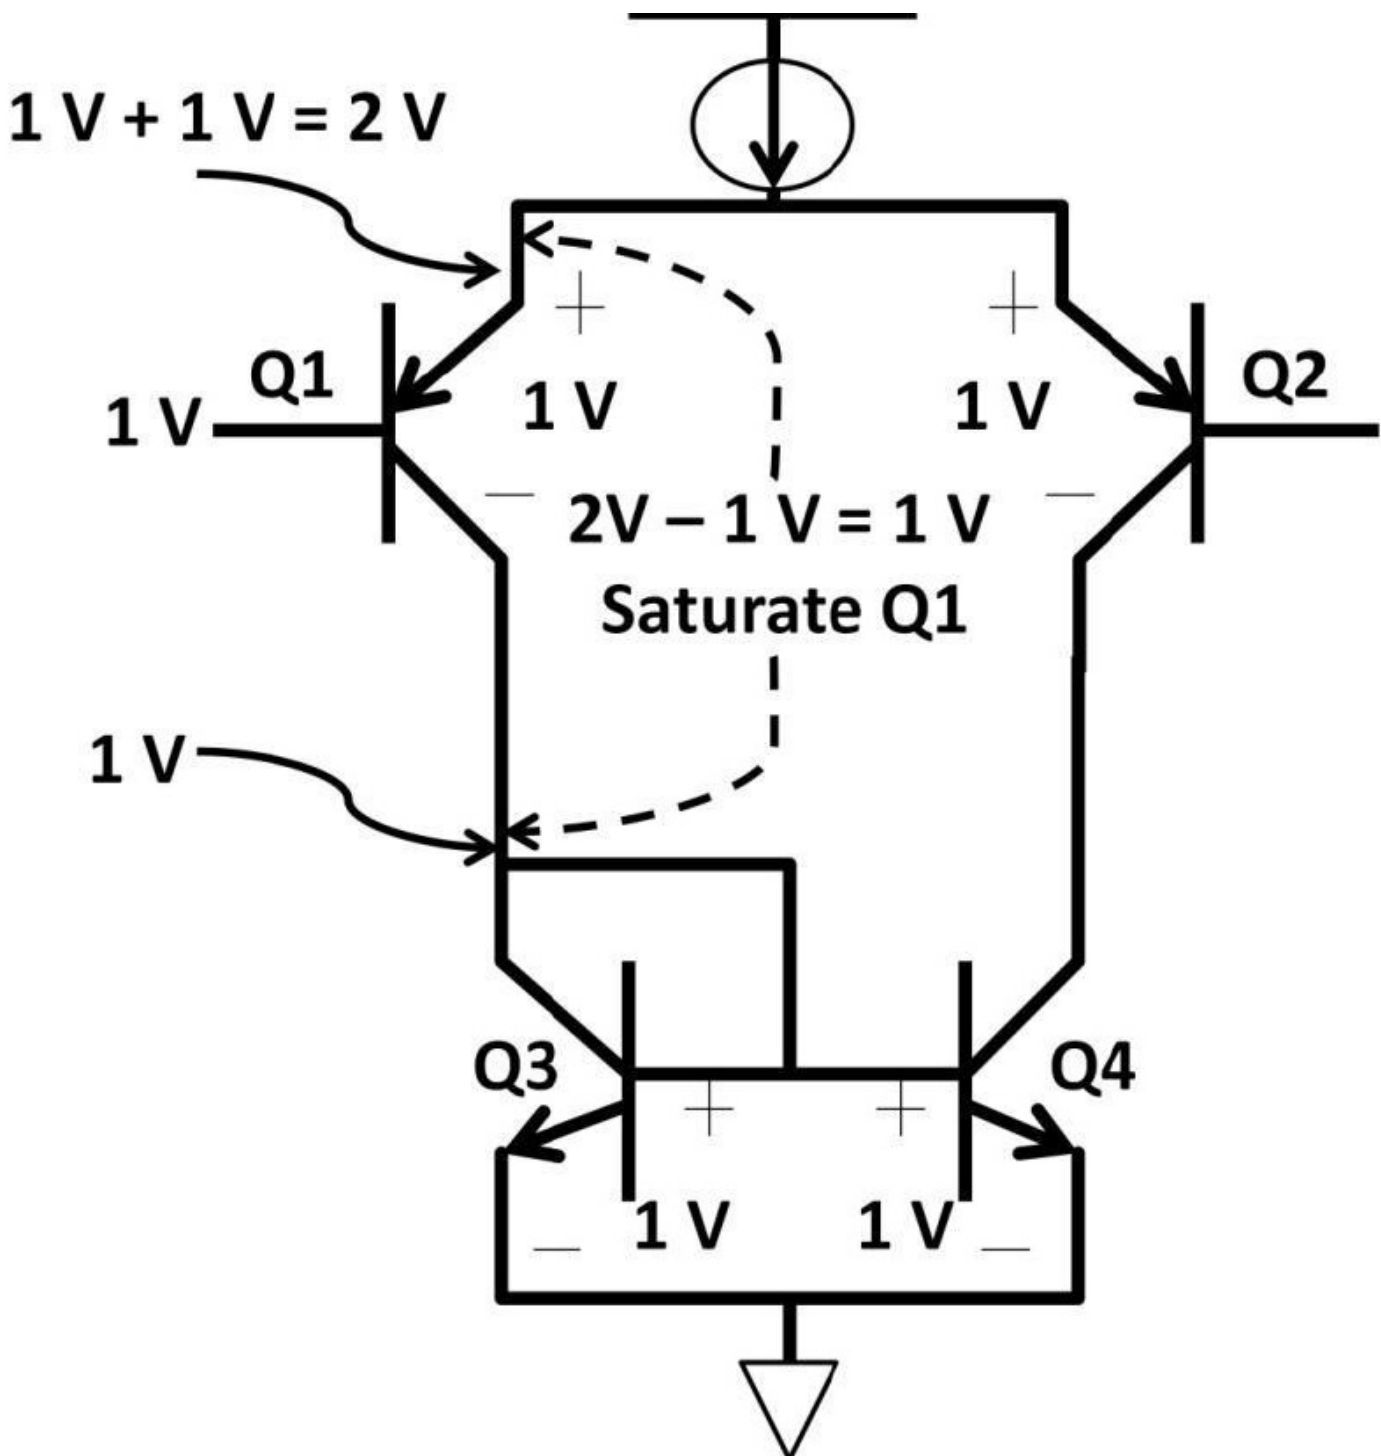 1 V + 1 V = 2 V
+
+
Q1
Q2
1 V
1 V
1 V
−
−
2V – 1 V = 1 V
Saturate Q1
1 V
Q3
Q4
+
+
1 V
1 V
−
−